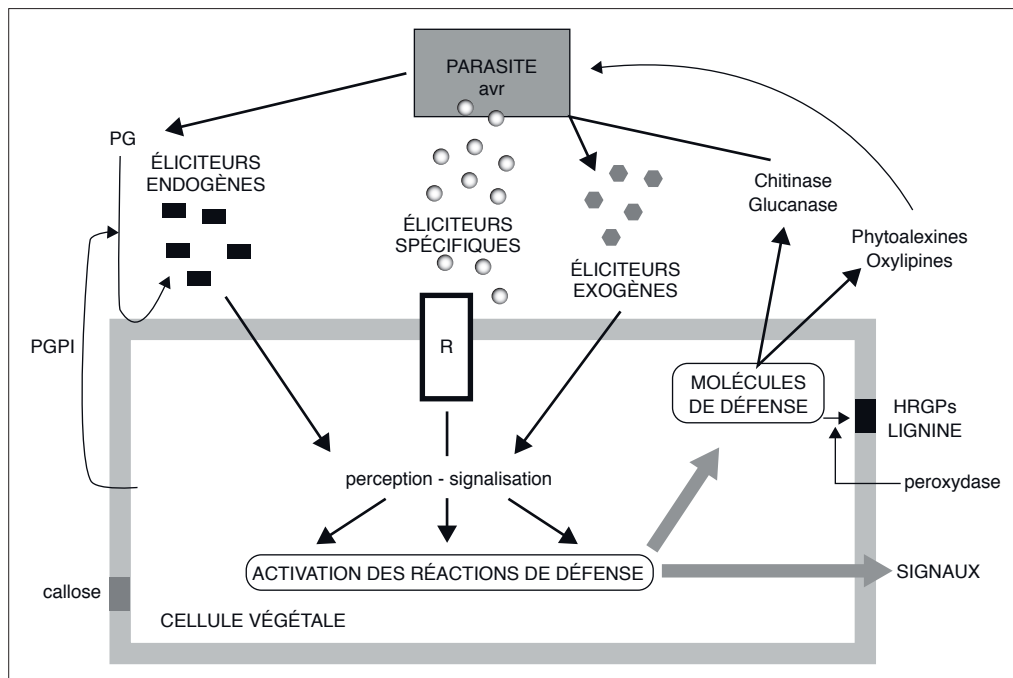 PARASITE
avr
PG
ÉLICITEURS
ENDOGÈNES
ÉLICITEURS
SPÉCIFIQUES
ÉLICITEURS
EXOGÈNES
Chitinase
Glucanase
Phytoalexines
Oxylipines
PGPI
R
MOLÉCULES
DE DÉFENSE
HRGPs
LIGNINE
peroxydase
perception - signalisation
ACTIVATION DES RÉACTIONS DE DÉFENSE
SIGNAUX
callose
CELLULE VÉGÉTALE